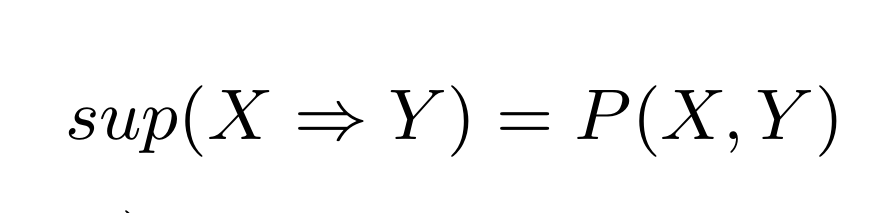 sup(X ⇒ Y) = P(X, Y)